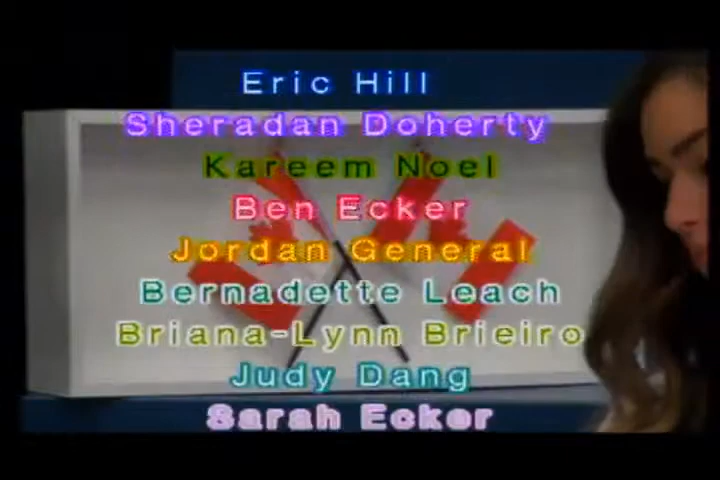 Eric Hill
Sheradan Doherty
Kareem Noel
Ben Ecker
Jordan General
Bernadette Leach
Briana-Lynn Brieiro
Judy Dang
Sarah Ecker